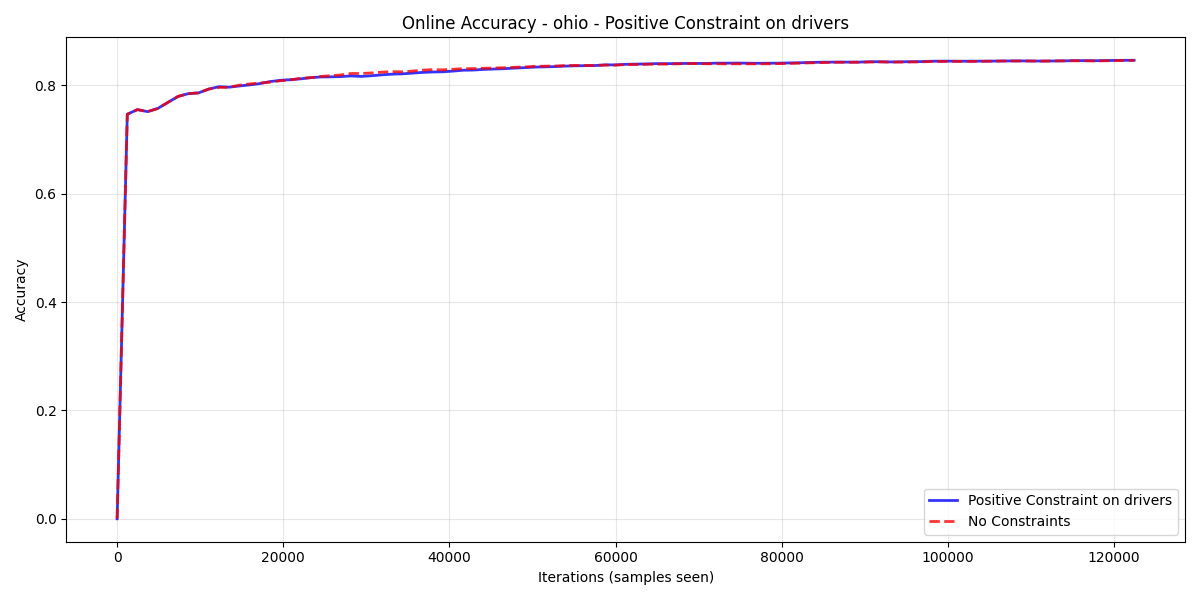 Online Accuracy - ohio - Positive Constraint on drivers
Accuracy
0.8
0.6
0.4
0.2
0.0
0 20000 40000 60000 80000 100000 120000
Iterations (samples seen)
Positive Constraint on drivers
No Constraints